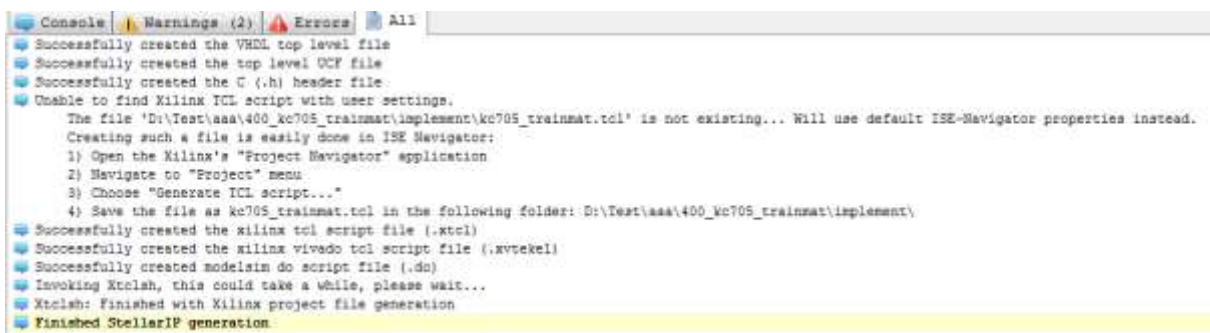 Console Warnings (2) Errors All
Successfully created the VHDL top level file
Successfully created the top level UCF file
Successfully created the C (.h) header file
Unable to find Xilinx TCL script with user settings.
The file 'D:\Test\aaa\400_kc705_trainmat\implement\kc705_trainmat.tcl' is not existing... Will use default ISE-Navigator properties instead.
Creating such a file is easily done in ISE Navigator:
1) Open the Xilinx's "Project Navigator" application
2) Navigate to "Project" menu
3) Choose "Generate TCL script..."
4) Save the file as kc705_trainmat.tcl in the following folder: D:\Test\aaa\400_kc705_trainmat\implement\
Successfully created the xilinx tcl script file (.xtcl)
Successfully created the xilinx vivado tcl script file (.xvtekel)
Successfully created modelsim do script file (.do)
Invoking Xtclsh, this could take a while, please wait...
Xtclsh: Finished with Xilinx project file generation
Finished StellarIP generation